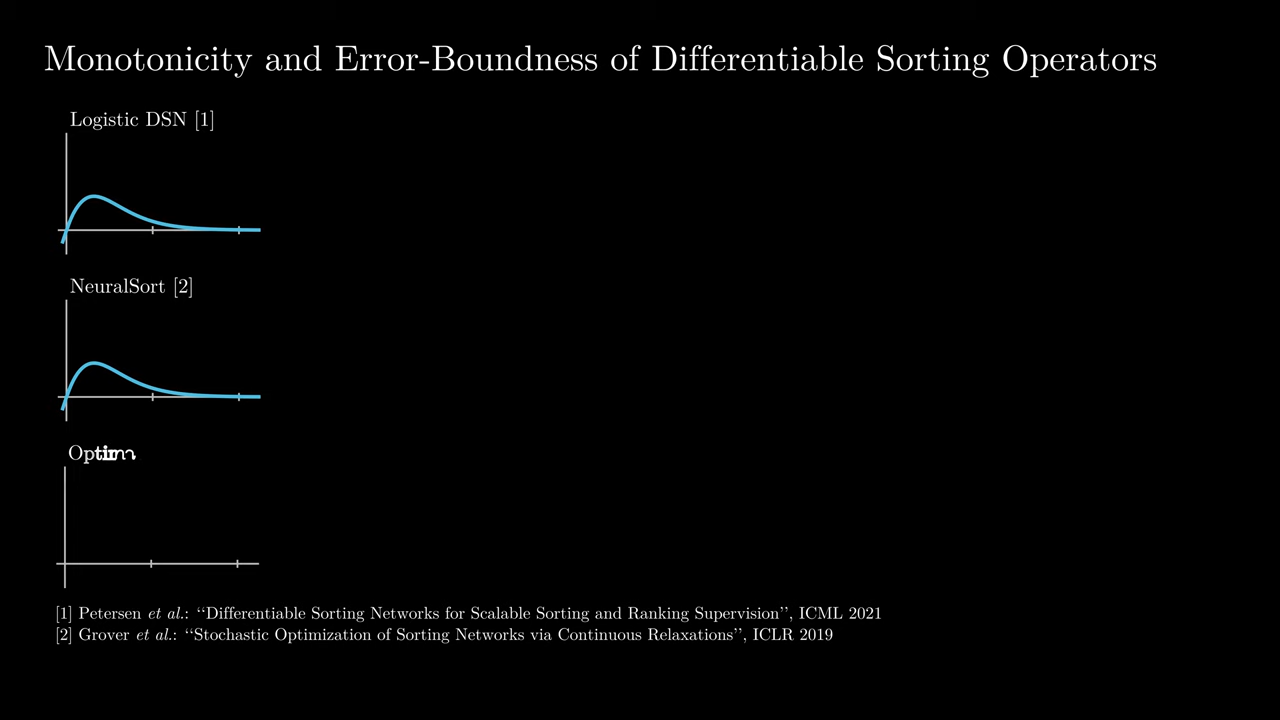 Monotonicity and Error-Boundness of Differentiable Sorting Operators
Logistic DSN [1]
NeuralSort [2]
[1] Petersen et al.: “Differentiable Sorting Networks for Scalable Sorting and Ranking Supervision”, ICML 2021
[2] Grover et al.: “Stochastic Optimization of Sorting Networks via Continuous Relaxations”, ICLR 2019